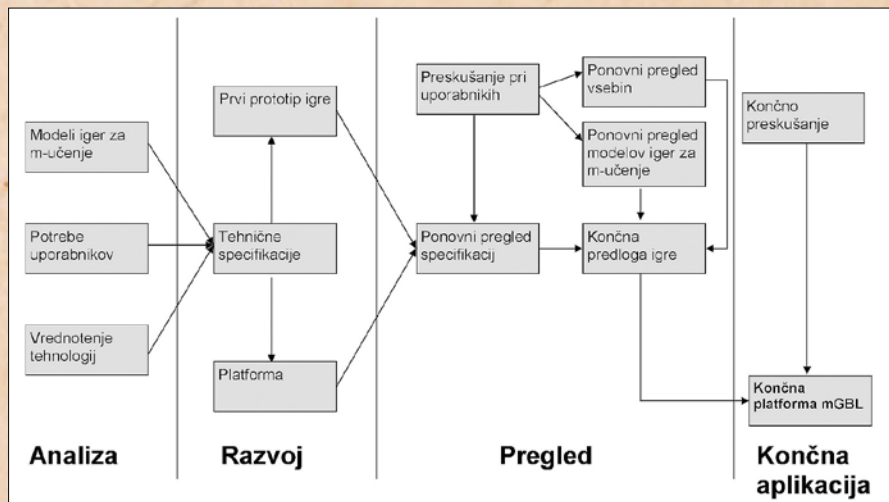 Modeli iger za
m-učenje
Potrebe
uporabnikov
Vrednotenje
tehnologij
Analiza
Prvi prototip igre
Tehnične
specifikacije
Platforma
Razvoj
Preskušanje pri
uporabnikih
Ponovni pregled
vsebin
Ponovni pregled
modelov iger za
m-učenje
Ponovni pregled
specifikacij
Končna
predloga igre
Pregled
Končno
preskušanje
Končna
platforma mGBL
Končna
aplikacija